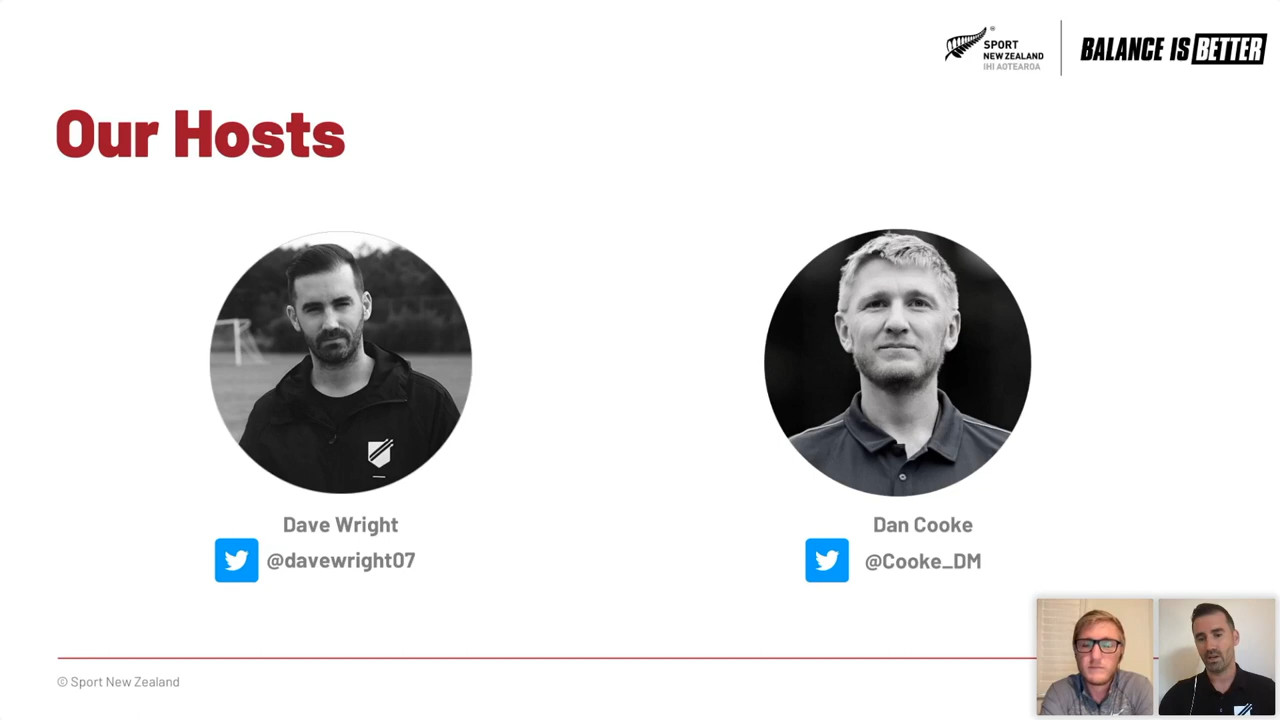 SPORT
NEW ZEALAND
IHI AOTEAROA
BALANCE IS BETTER
Our Hosts
Dave Wright
@davewright07
Dan Cooke
@Cooke_DM
© Sport New Zealand